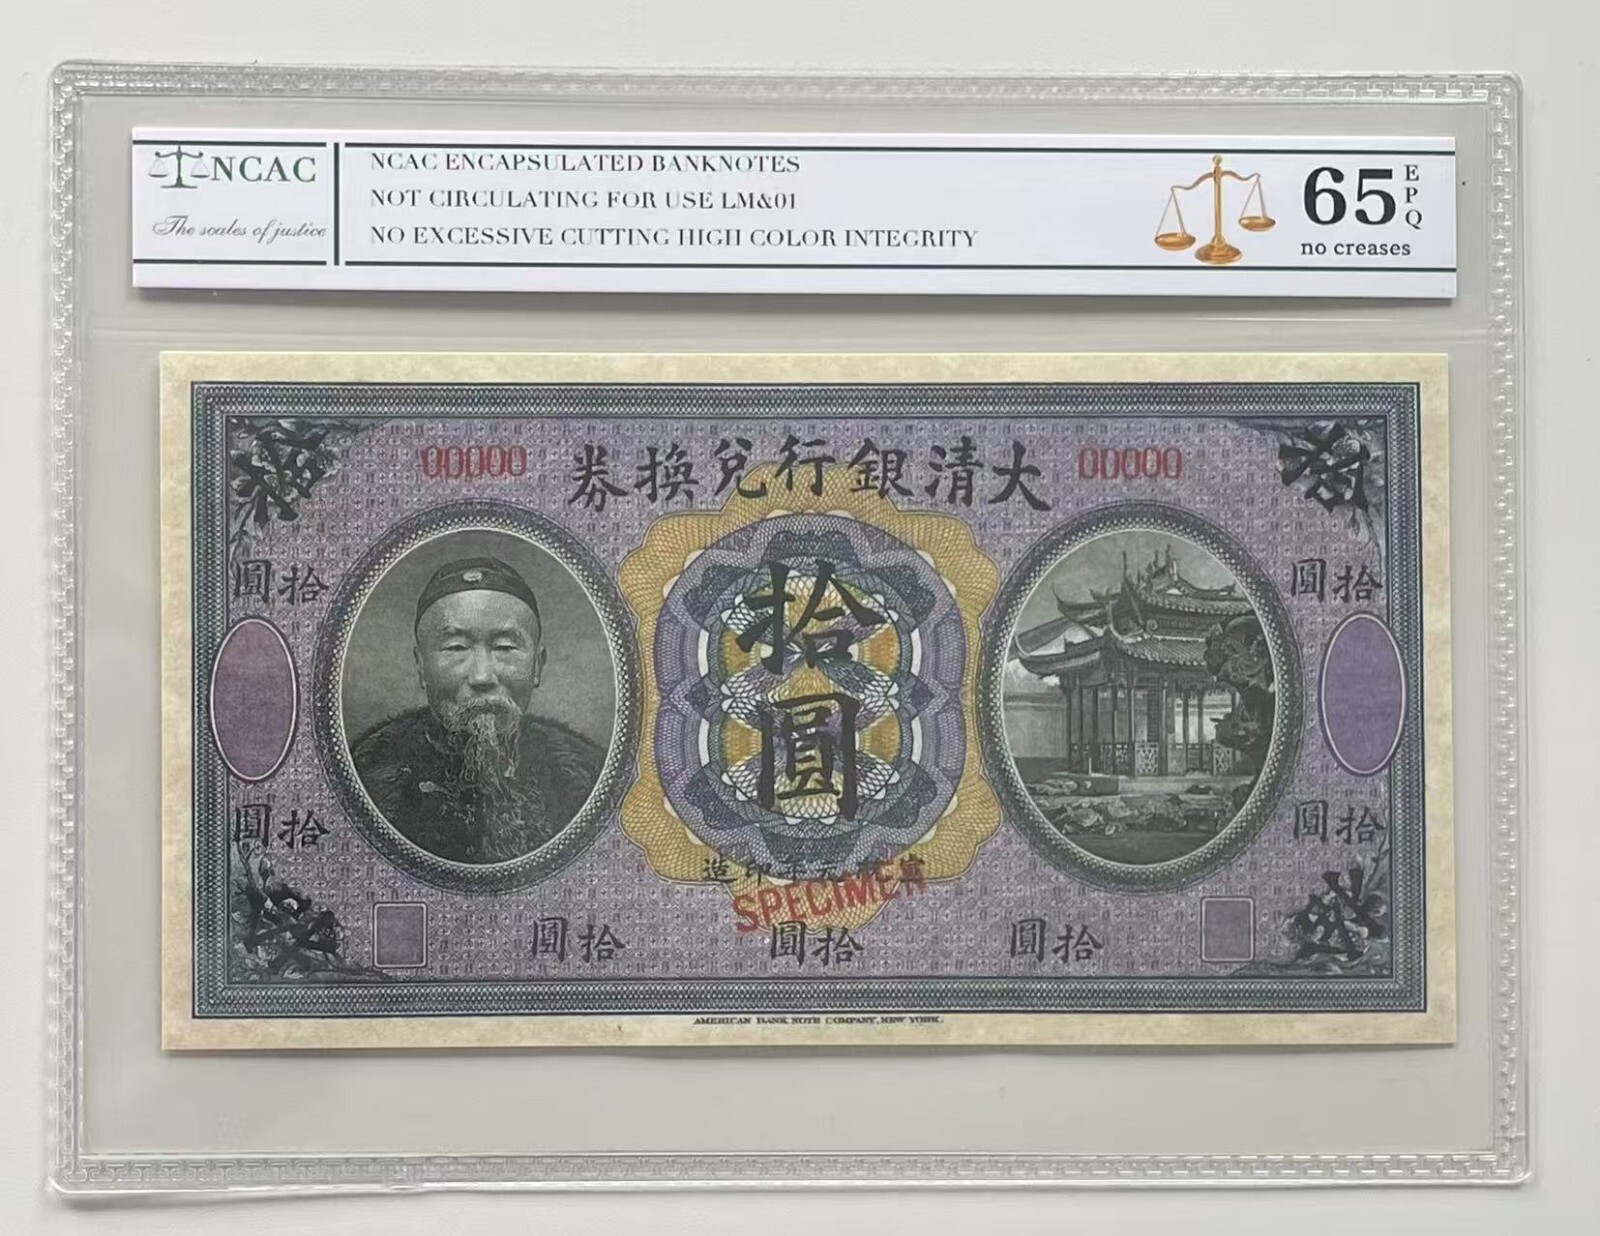 NCAC
The scales of justice
NCAC ENCAPSULATED BANKNOTES
NOT CIRCULATING FOR USE LM&01
NO EXCESSIVE CUTTING HIGH COLOR INTEGRITY
65 EPQ
no creases
00000
大清銀行兌換券
00000
拾圓
拾圓
拾圓
拾圓
拾圓
印造
SPECIMEN
拾圓
拾圓
拾圓
AMERICAN BANK NOTE COMPANY, NEW YORK.